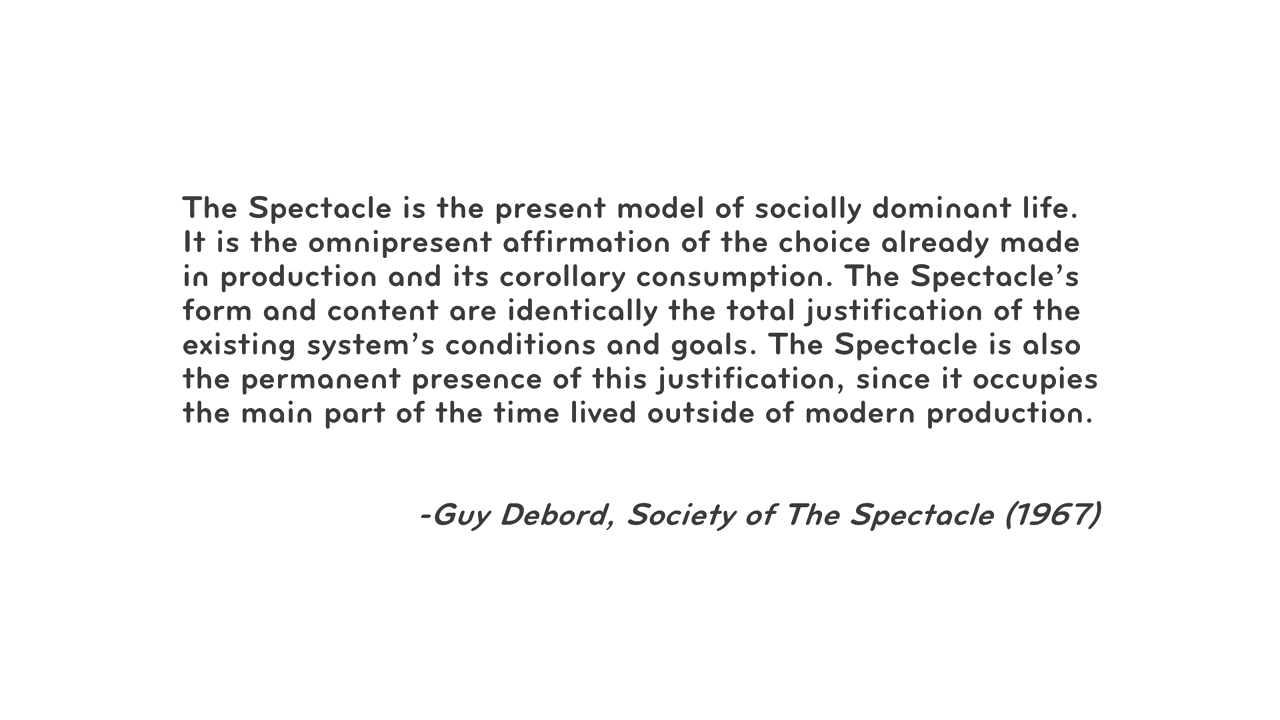 The Spectacle is the present model of socially dominant life.
It is the omnipresent affirmation of the choice already made
in production and its corollary consumption. The Spectacle's
form and content are identically the total justification of the
existing system's conditions and goals. The Spectacle is also
the permanent presence of this justification, since it occupies
the main part of the time lived outside of modern production.
-Guy Debord, Society of The Spectacle (1967)